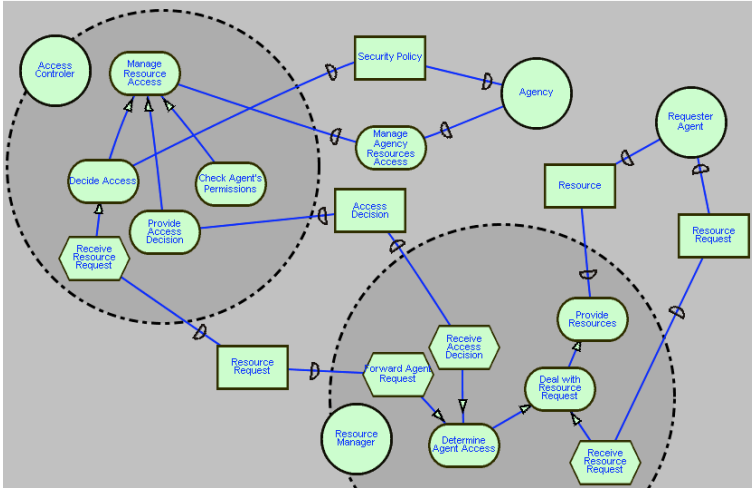 Access
Controler
Manage
Resource
Access
Security Policy
Agency
Manage
Agency
Resources
Access
Requester
Agent
Decide Access
Check Agent's
Permissions
Resource
Provide
Access
Decision
Access
Decision
Receive
Resource
Request
Resource
Request
Provide
Resources
Receive
Access
Decision
Resource
Request
Forward Agent
Request
Deal with
Resource
Request
Resource
Manager
Determine
Agent Access
Receive
Resource
Request